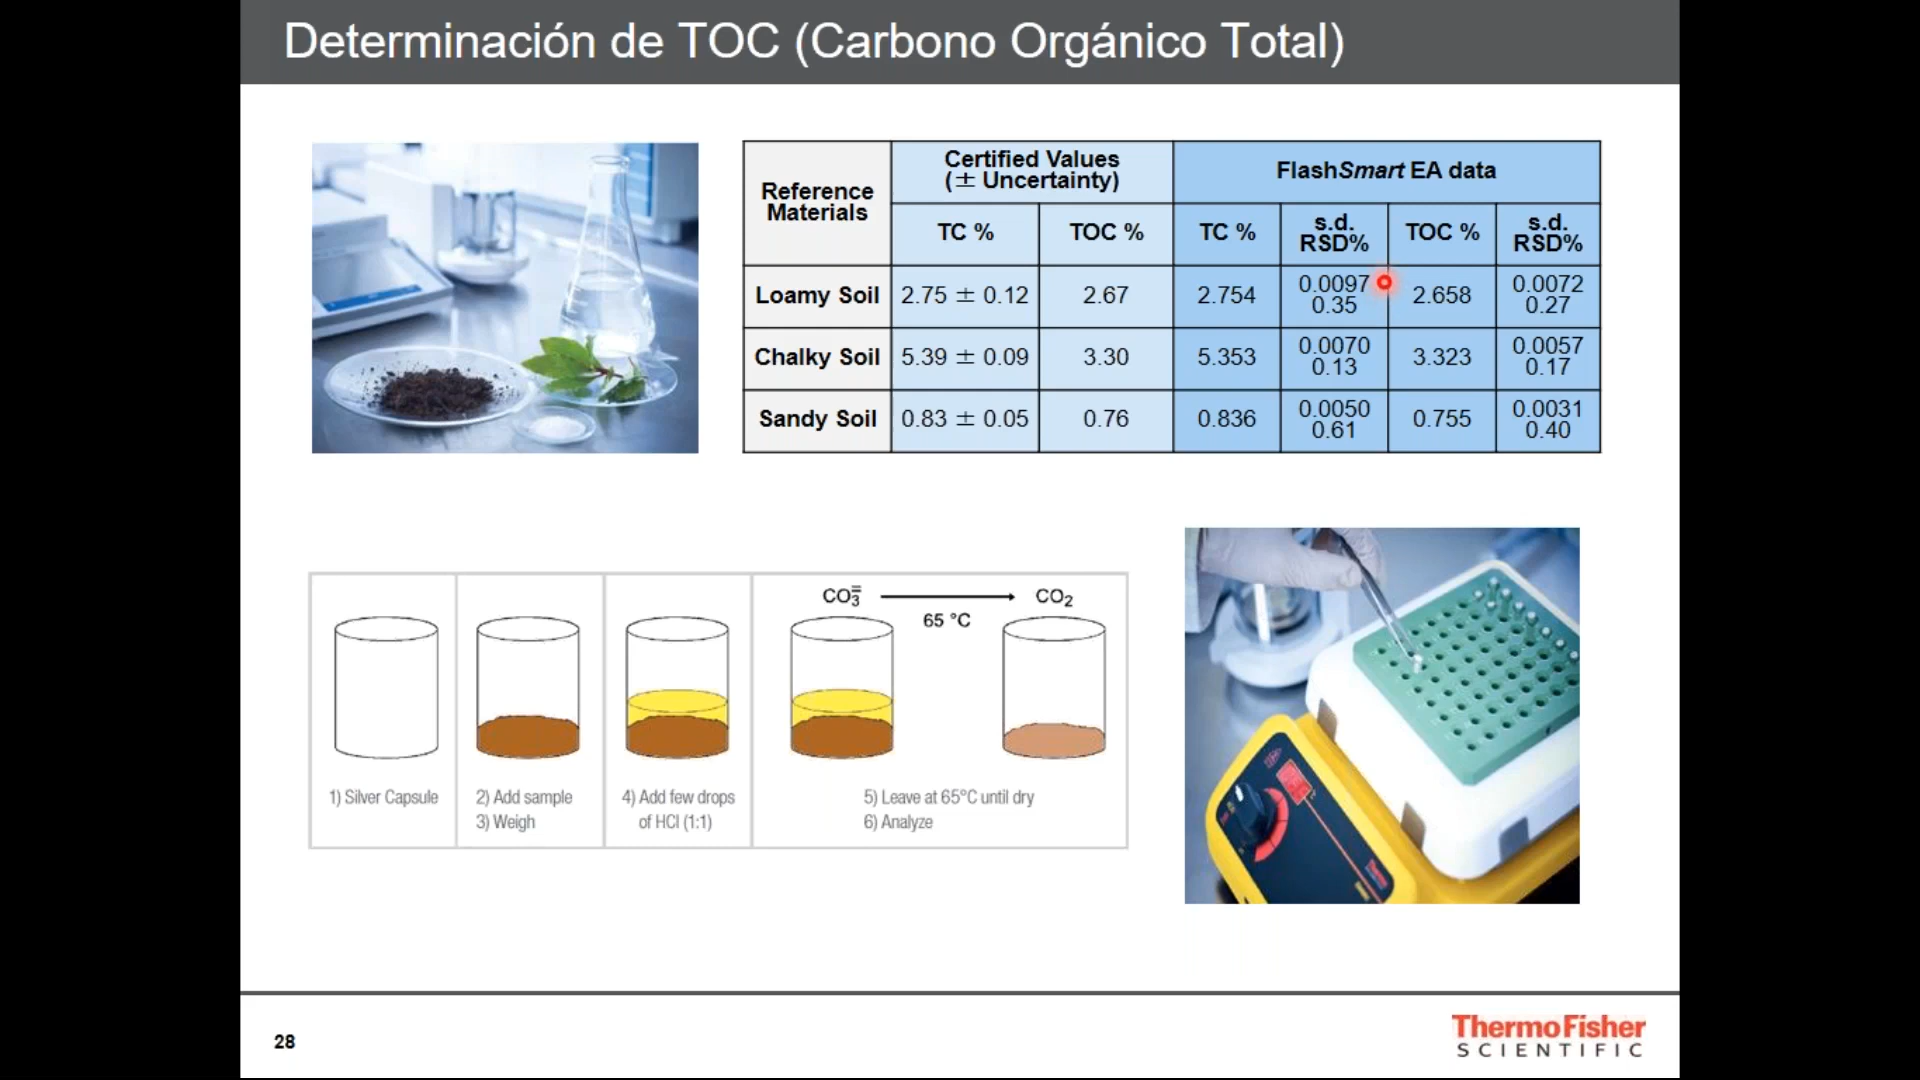 Determinación de TOC (Carbono Orgánico Total)
Reference Materials
Certified Values
(± Uncertainty)
FlashSmart EA data
TC %
TOC %
TC %
s.d.
RSD%
TOC %
s.d.
RSD%
Loamy Soil
2.75 ± 0.12
2.67
2.754
0.0097
0.35
2.658
0.0072
0.27
Chalky Soil
5.39 ± 0.09
3.30
5.353
0.0070
0.13
3.323
0.0057
0.17
Sandy Soil
0.83 ± 0.05
0.76
0.836
0.0050
0.61
0.755
0.0031
0.40
1) Silver Capsule
2) Add sample
3) Weigh
4) Add few drops
of HCl (1:1)
CO₃⁼
65 °C
CO₂
5) Leave at 65°C until dry
6) Analyze
28
ThermoFisher
SCIENTIFIC